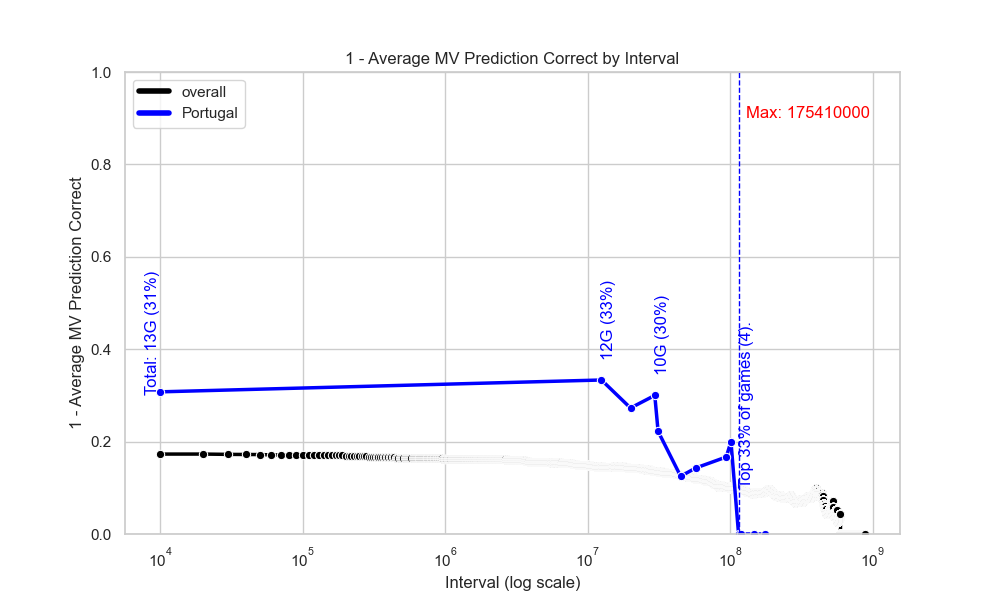 1 - Average MV Prediction Correct by Interval
1 - Average MV Prediction Correct
1.0
0.8
0.6
0.4
0.2
0.0
overall
Portugal
Max: 175410000
Total: 13G (31%)
12G (33%)
10G (30%)
Top 33% of games (4).
10^4
10^5
10^6
10^7
10^8
10^9
Interval (log scale)